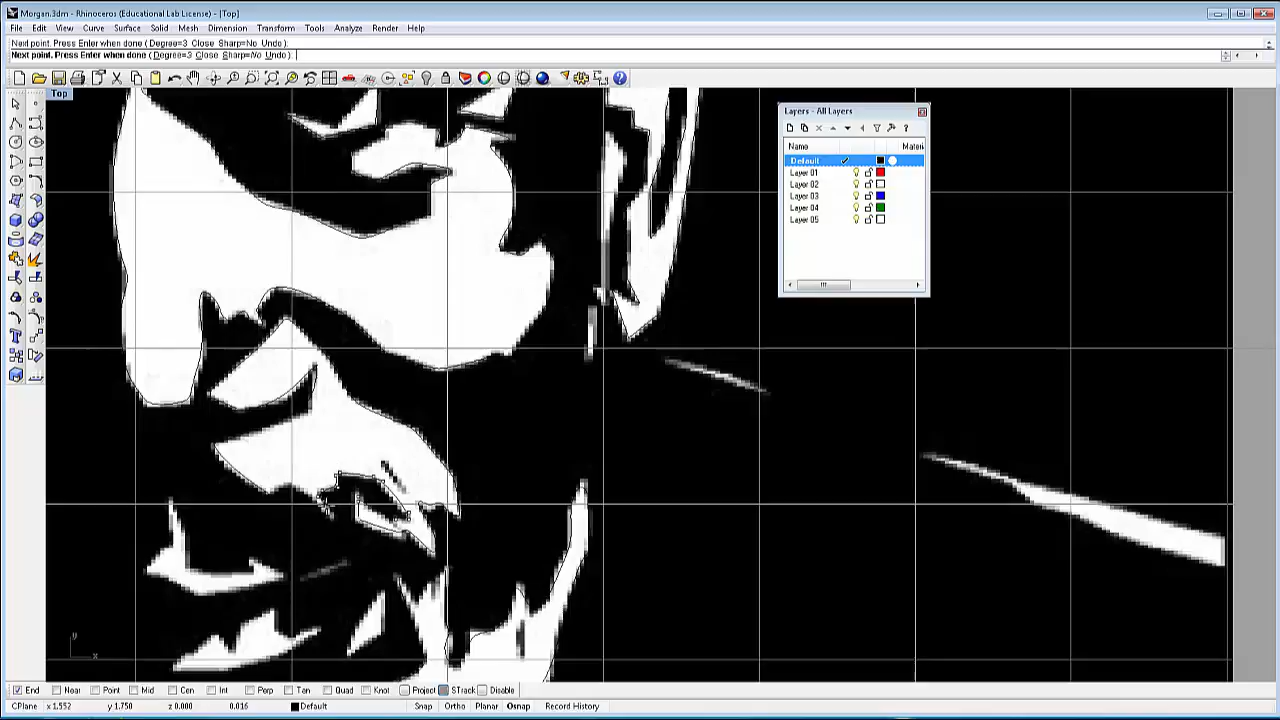 Morgan.3dm - Rhinoceros (Educational Lab License) - [Top]
File Edit View Curve Surface Solid Mesh Dimension Transform Tools Analyze Render Help
Next point. Press Enter when done ( Degree=3 Close Sharp=No Undo ):
Next point. Press Enter when done ( Degree=3 Close Sharp=No Undo ):
Top
Layers - All Layers
Name Materi
Default
Layer 01
Layer 02
Layer 03
Layer 04
Layer 05
y
x
End Near Point Mid Cen Int Perp Tan Quad Knot Project STrack Disable
CPlane x 1.552 y 1.750 z 0.000 0.016 Default Snap Ortho Planar Osnap Record History